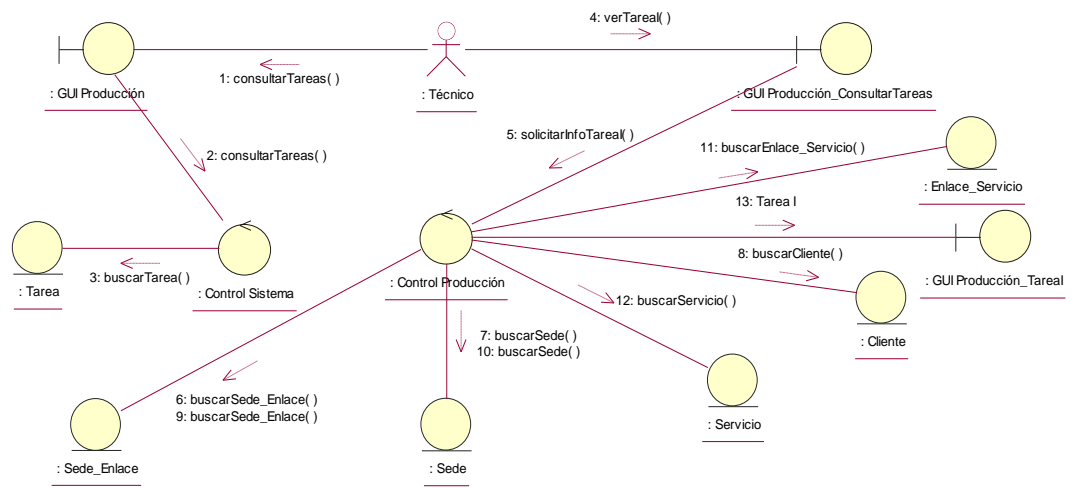 4: verTareaI( )
1: consultarTareas( )
: GUI Producción
: Técnico
: GUI Producción_ConsultarTareas
5: solicitarInfoTareaI( )
2: consultarTareas( )
11: buscarEnlace_Servicio( )
: Enlace_Servicio
13: Tarea I
8: buscarCliente( )
3: buscarTarea( )
: Tarea
: Control Sistema
: Control Producción
: GUI Producción_TareaI
12: buscarServicio( )
7: buscarSede( )
10: buscarSede( )
: Cliente
6: buscarSede_Enlace( )
9: buscarSede_Enlace( )
: Servicio
: Sede_Enlace
: Sede